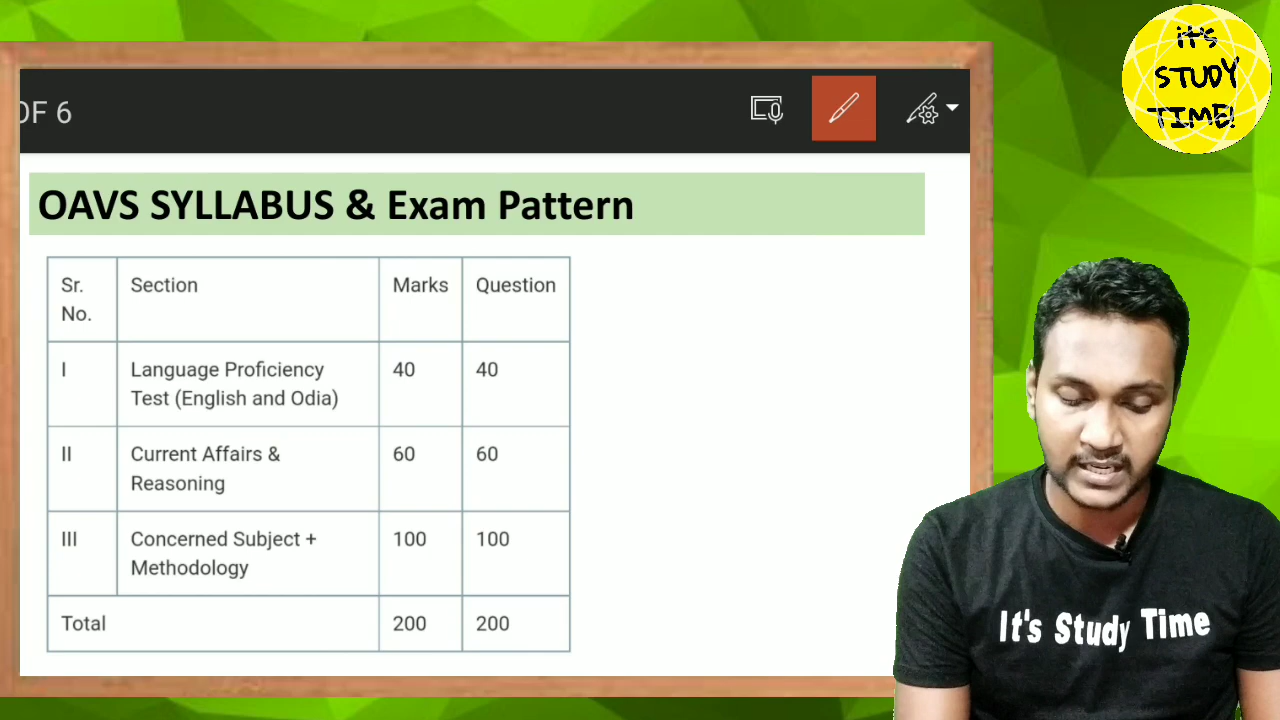 OF 6
it's
STUDY
TIME!
OAVS SYLLABUS & Exam Pattern
Sr. No. Section Marks Question
I Language Proficiency Test (English and Odia) 40 40
II Current Affairs & Reasoning 60 60
III Concerned Subject + Methodology 100 100
Total 200 200
It's Study Time